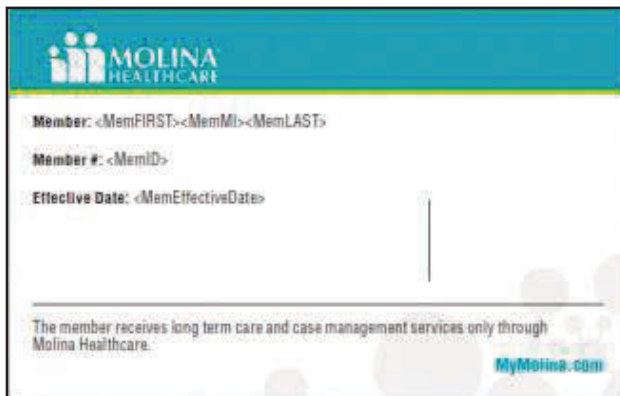 MOLINA
HEALTHCARE
Member: <MemFIRST><MemMI><MemLAST>
Member #: <MemID>
Effective Date: <MemEffectiveDate>
The member receives long term care and case management services only through
Molina Healthcare.
MyMolina.com